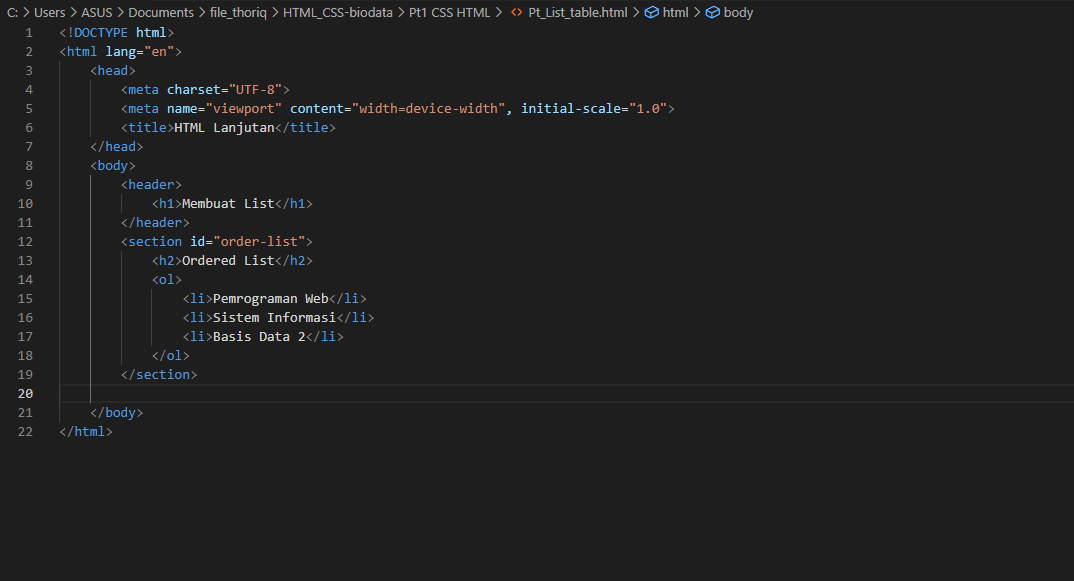 C: > Users > ASUS > Documents > file_thoriq > HTML_CSS-biodata > Pt1 CSS HTML > <> Pt_List_table.html > html > body
1 <!DOCTYPE html>
2 <html lang="en">
3     <head>
4         <meta charset="UTF-8">
5         <meta name="viewport" content="width=device-width", initial-scale="1.0">
6         <title>HTML Lanjutan</title>
7     </head>
8     <body>
9         <header>
10             <h1>Membuat List</h1>
11         </header>
12         <section id="order-list">
13             <h2>Ordered List</h2>
14             <ol>
15                 <li>Pemrograman Web</li>
16                 <li>Sistem Informasi</li>
17                 <li>Basis Data 2</li>
18             </ol>
19         </section>
20
21     </body>
22 </html>